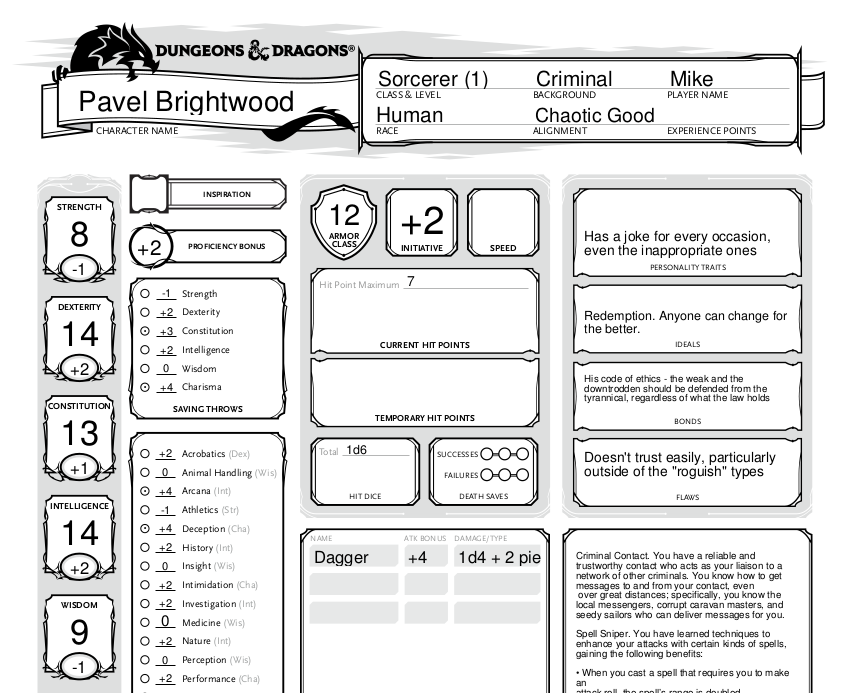 DUNGEONS & DRAGONS®
Pavel Brightwood
CHARACTER NAME
Sorcerer (1) Criminal Mike
CLASS & LEVEL BACKGROUND PLAYER NAME
Human Chaotic Good
RACE ALIGNMENT EXPERIENCE POINTS
STRENGTH
8
-1
DEXTERITY
14
+2
CONSTITUTION
13
+1
INTELLIGENCE
14
+2
WISDOM
9
-1
INSPIRATION
+2 PROFICIENCY BONUS
-1 Strength
+2 Dexterity
+3 Constitution
+2 Intelligence
0 Wisdom
+4 Charisma
SAVING THROWS
+2 Acrobatics (Dex)
0 Animal Handling (Wis)
+4 Arcana (Int)
-1 Athletics (Str)
+4 Deception (Cha)
+2 History (Int)
0 Insight (Wis)
+2 Intimidation (Cha)
+2 Investigation (Int)
0 Medicine (Wis)
+2 Nature (Int)
0 Perception (Wis)
+2 Performance (Cha)
12
ARMOR
CLASS
+2
INITIATIVE
SPEED
Hit Point Maximum 7
CURRENT HIT POINTS
TEMPORARY HIT POINTS
Total 1d6
HIT DICE
SUCCESSES
FAILURES
DEATH SAVES
NAME ATK BONUS DAMAGE/TYPE
Dagger +4 1d4 + 2 pie
Has a joke for every occasion,
even the inappropriate ones
PERSONALITY TRAITS
Redemption. Anyone can change for
the better.
IDEALS
His code of ethics - the weak and the
downtrodden should be defended from the
tyrannical, regardless of what the law holds
BONDS
Doesn't trust easily, particularly
outside of the "roguish" types
FLAWS
Criminal Contact. You have a reliable and
trustworthy contact who acts as your liaison to a
network of other criminals. You know how to get
messages to and from your contact, even
over great distances; specifically, you know the
local messengers, corrupt caravan masters, and
seedy sailors who can deliver messages for you.
Spell Sniper. You have learned techniques to
enhance your attacks with certain kinds of spells,
gaining the following benefits:
• When you cast a spell that requires you to make
an
attack roll, the spell's range is doubled.